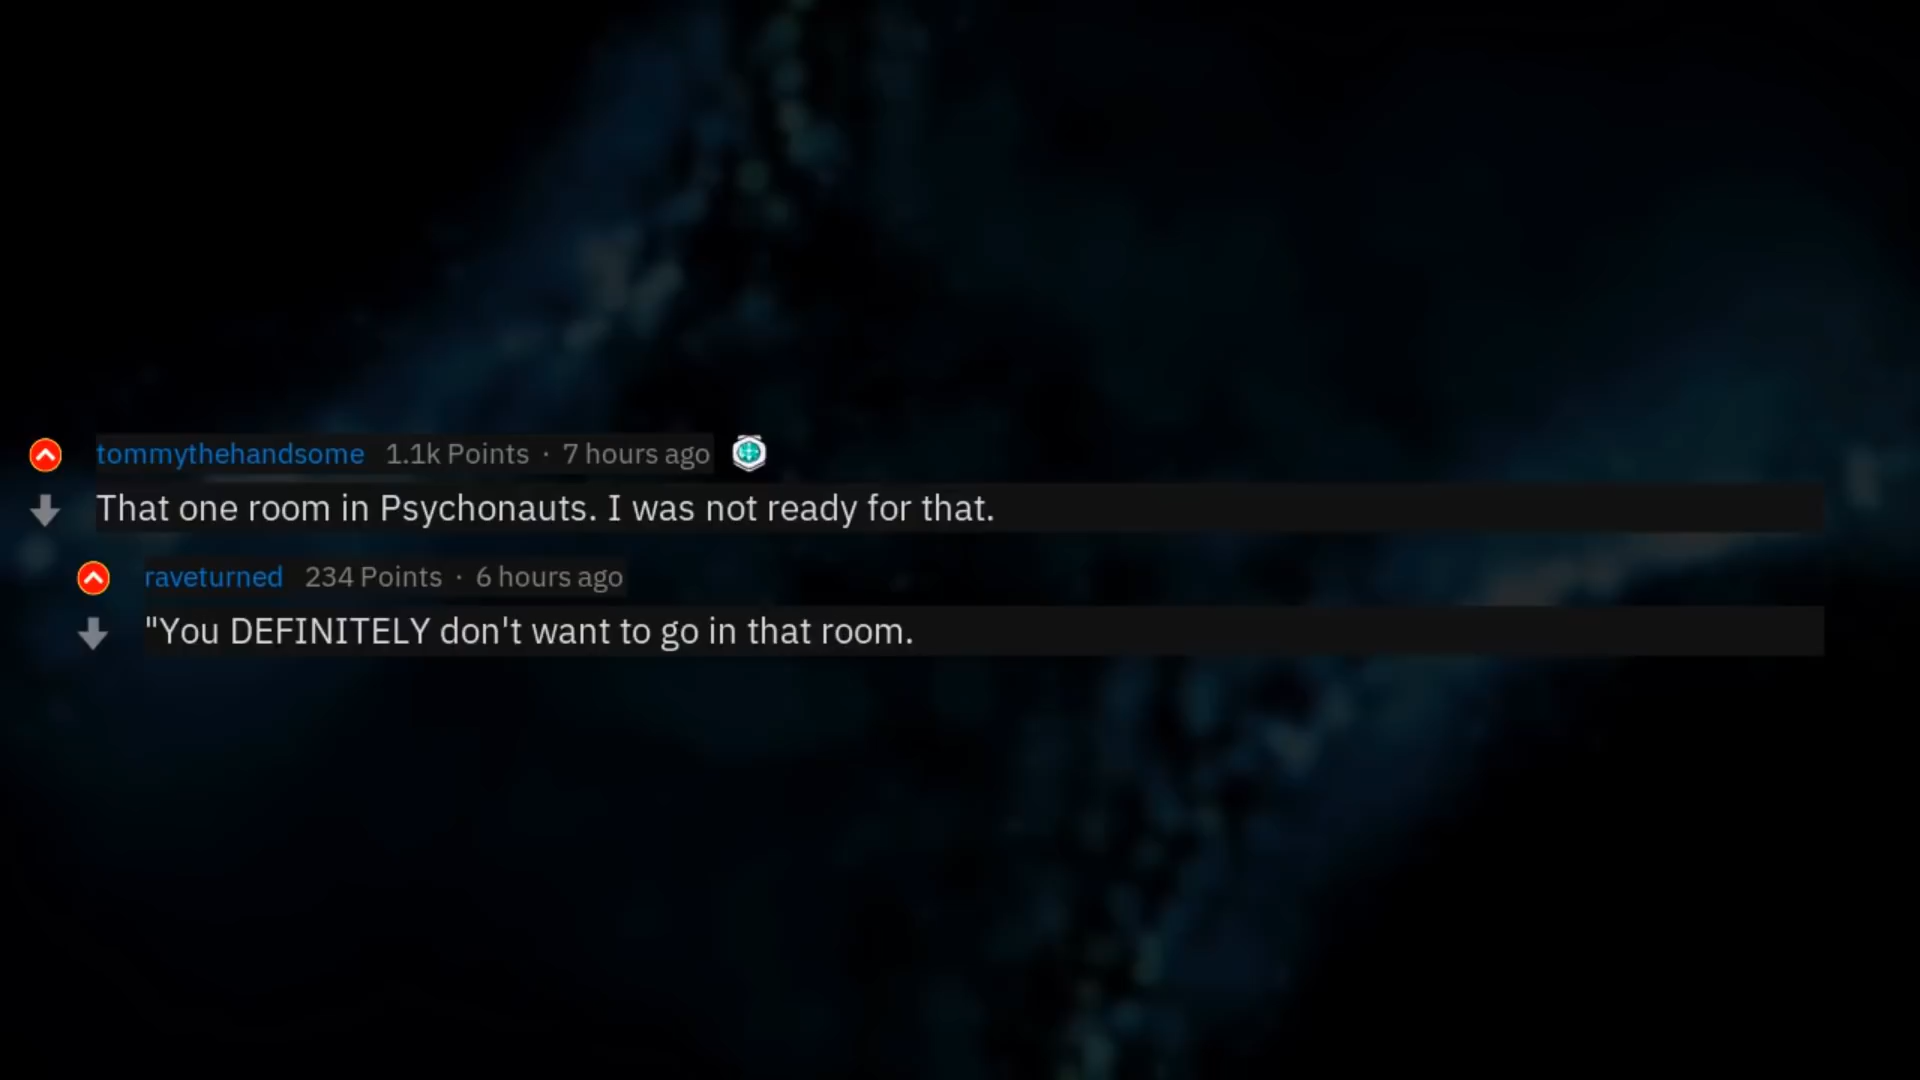 tommythehandsome 1.1k Points · 7 hours ago
That one room in Psychonauts. I was not ready for that.
raveturned 234 Points · 6 hours ago
"You DEFINITELY don't want to go in that room.